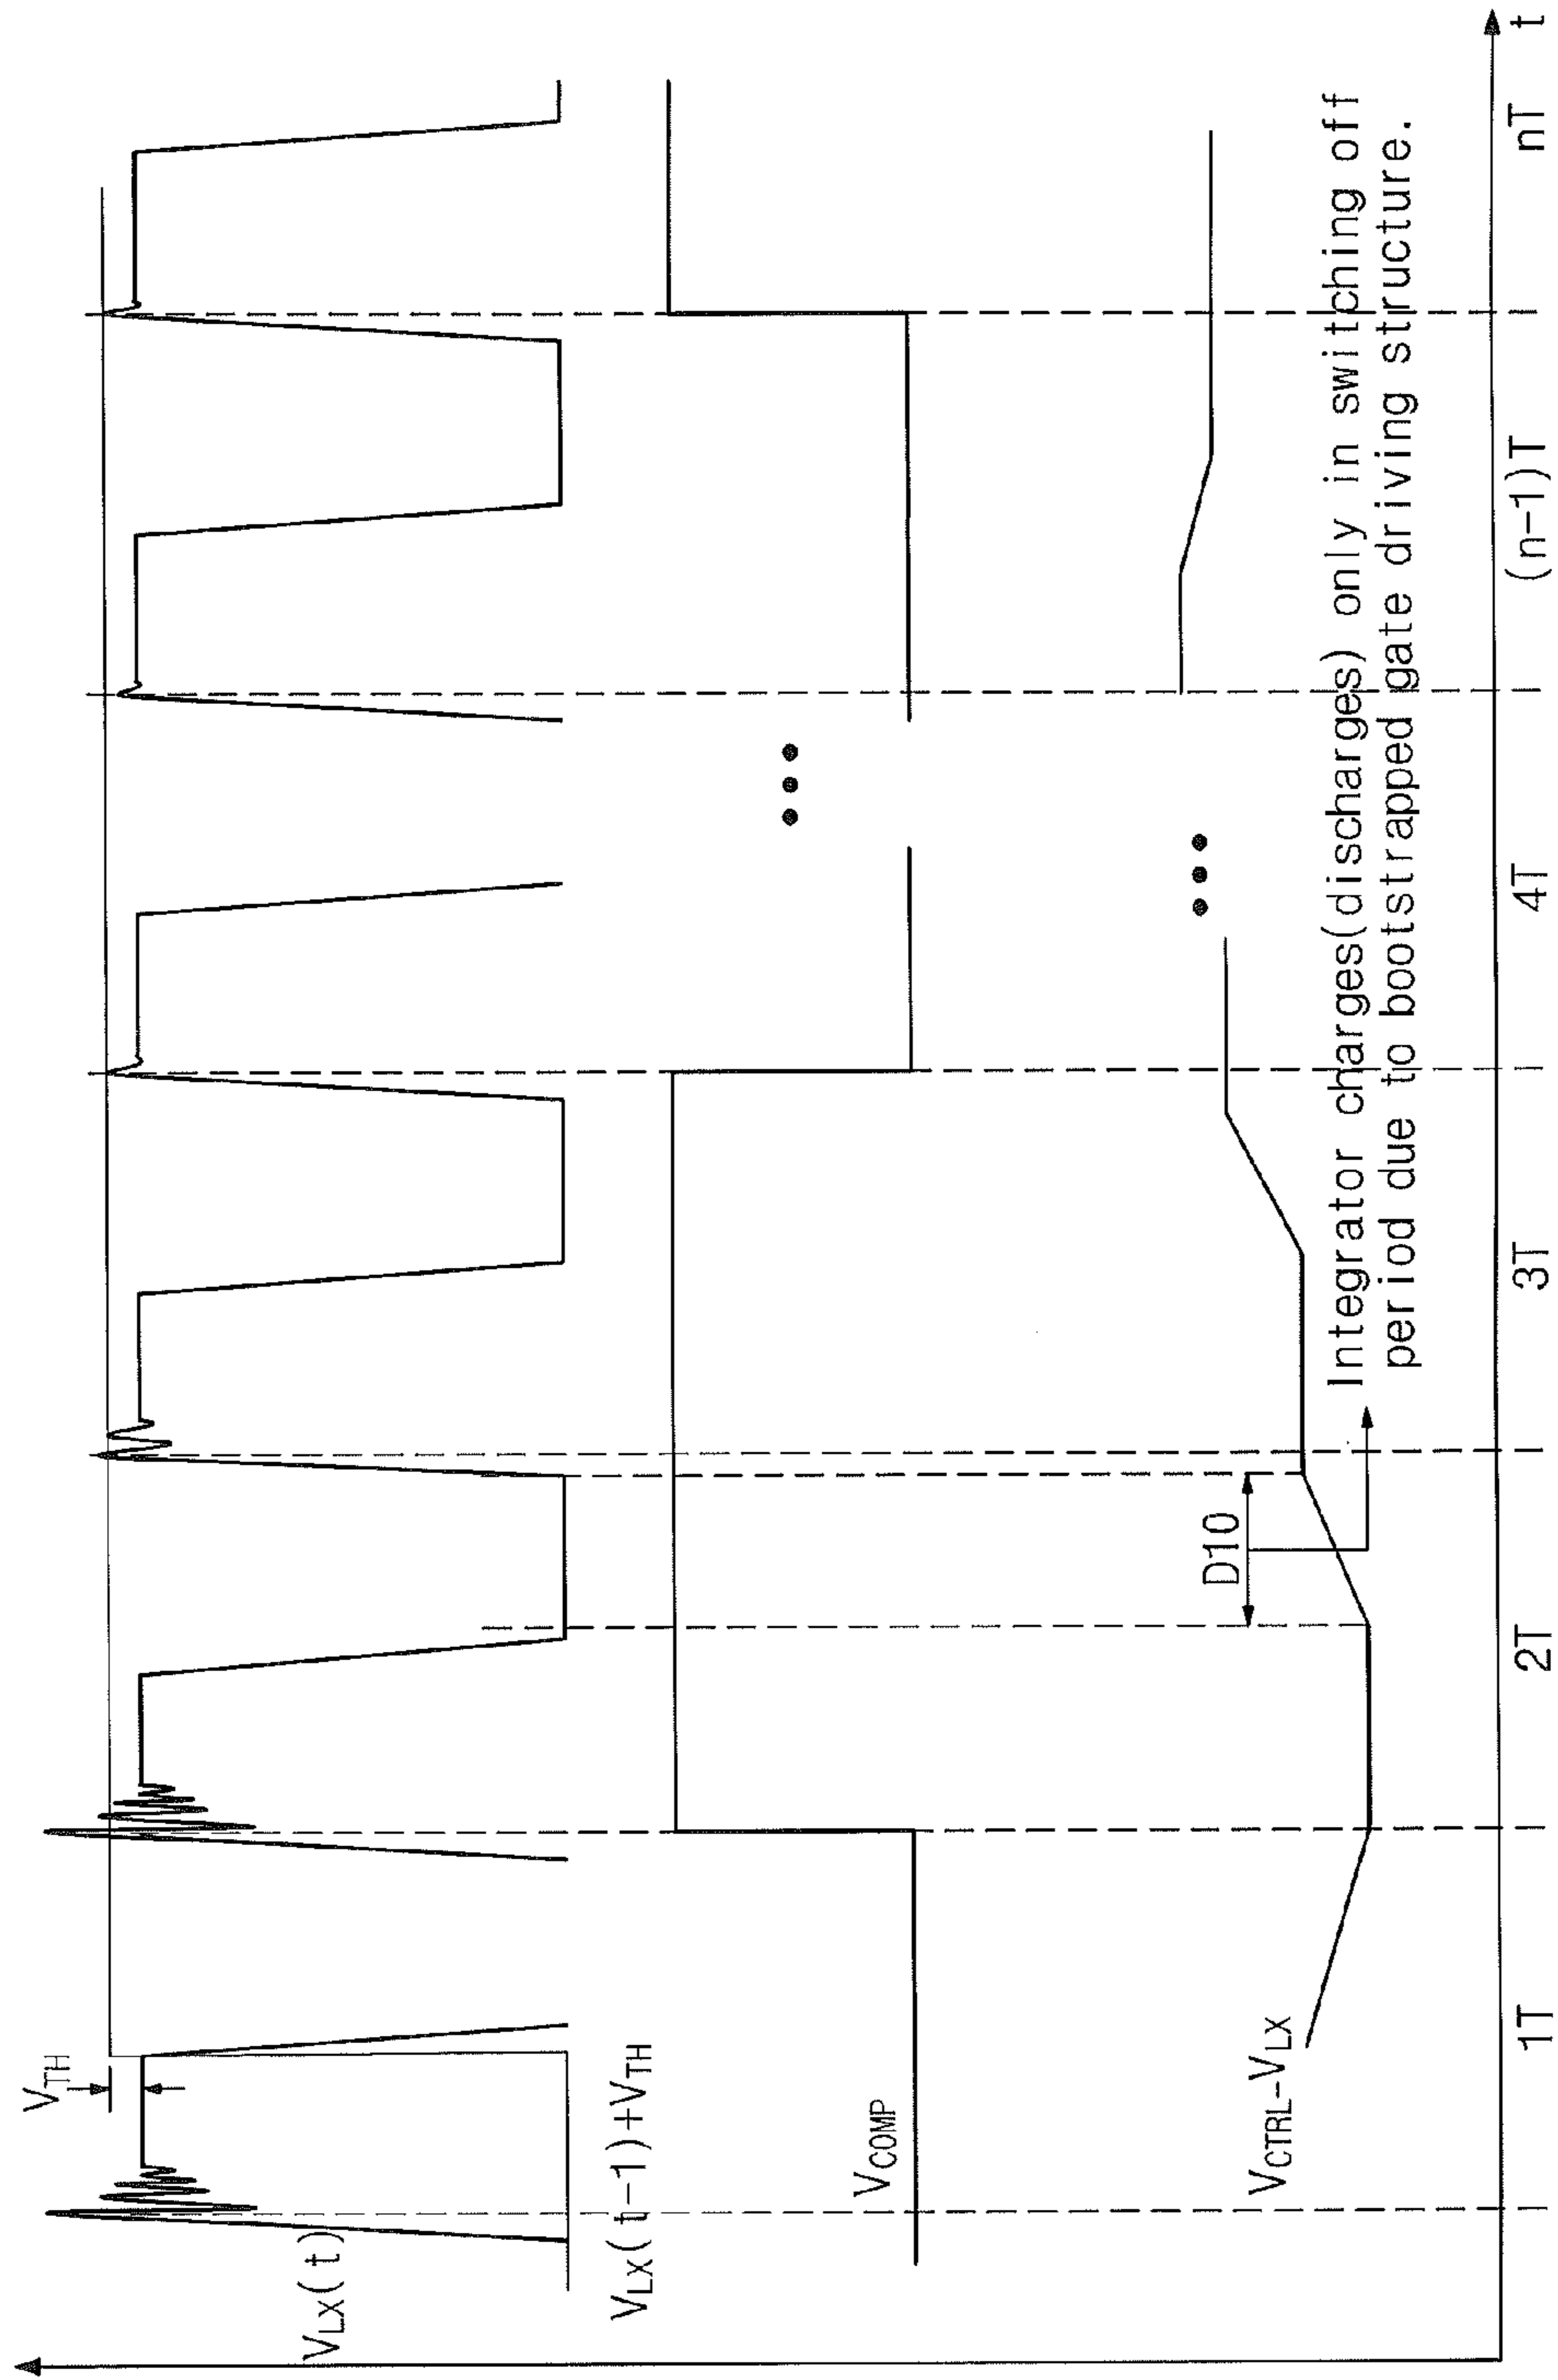 V_TH
V_LX(t)
V_LX(t-1)+V_TH
V_COMP
D10
V_CTRL-V_LX
Integrator charges(discharges) only in switching off
period due to bootstrapped gate driving structure.
1T 2T 3T 4T (n-1)T nT t